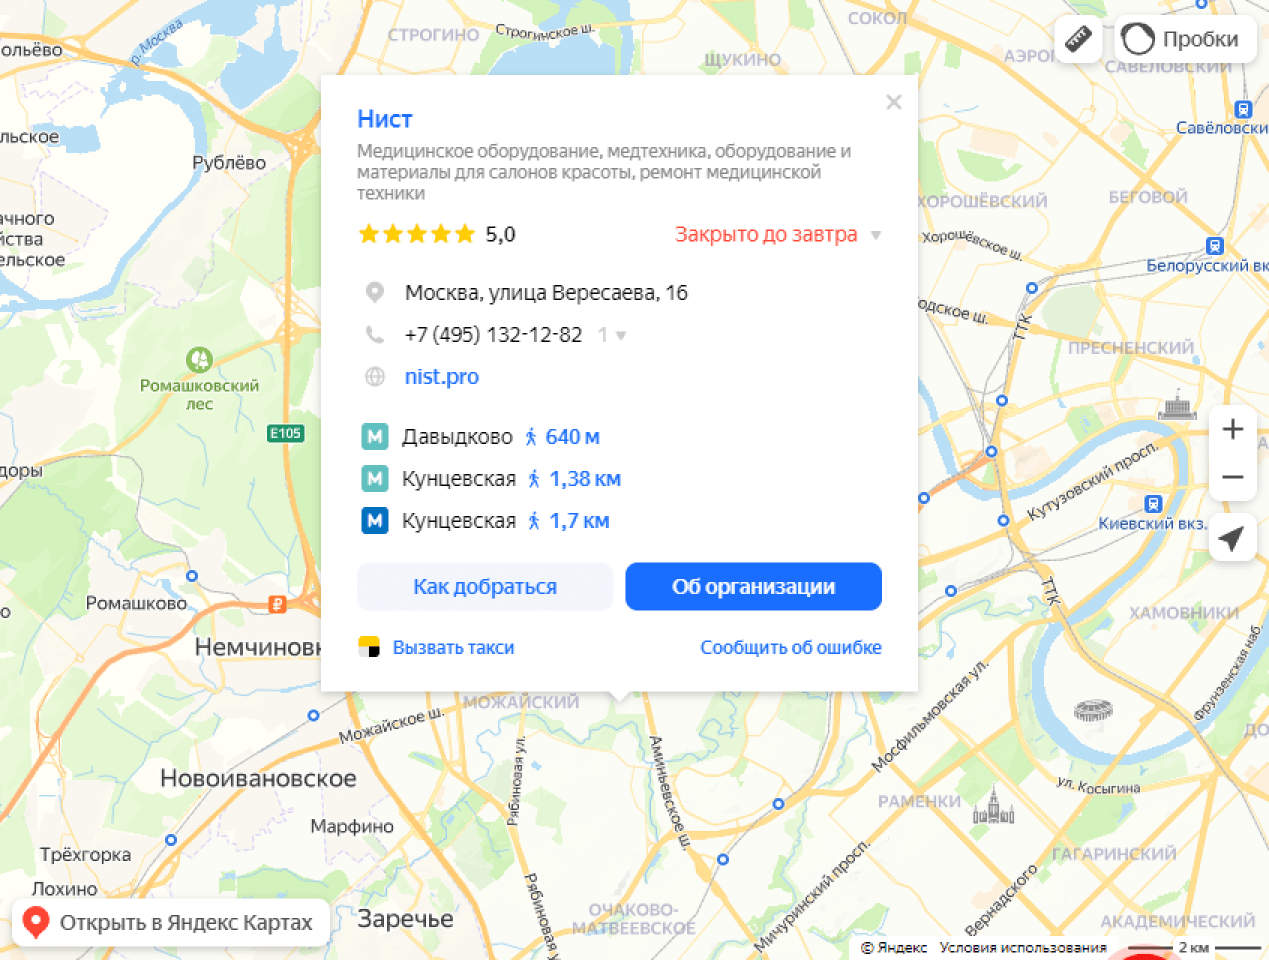 СТРОГИНО
Строгинское ш.
СОКОЛ
р. Москва
ольёво
ЩУКИНО
АЭРОП
Пробки
САВЕЛОВСКИЙ
Нист
Медицинское оборудование, медтехника, оборудование и
материалы для салонов красоты, ремонт медицинской
техники
5,0
Закрыто до завтра
Москва, улица Вересаева, 16
+7 (495) 132-12-82 1
nist.pro
Давыдково 640 м
Кунцевская 1,38 км
Кунцевская 1,7 км
Как добраться
Об организации
Вызвать такси
Сообщить об ошибке
льское
Рублёво
ачного
йства
ельское
Ромашковский
лес
E105
доры
о
Ромашково
Немчиновк
Савёловски
ХОРОШЁВСКИЙ
БЕГОВОЙ
Хорошёвское ш.
Белорусский вк
одское ш.
ТТК
ПРЕСНЕНСКИЙ
Кутузовский просп.
Киевский вкз.
ТТК
ХАМОВНИКИ
Фрунзенская наб.
МОЖАЙСКИЙ
Можайское ш.
Мосфильмовская ул.
Рябиновая ул.
Аминьевское ш.
ДО
Новоивановское
ул. Косыгина
РАМЕНКИ
Марфино
Трёхгорка
ГАГАРИНСКИЙ
Лохино
Мичуринский просп.
Вернадского
Рябиновая у
Заречье
ОЧАКОВО-
МАТВЕЕВСКОЕ
АКАДЕМИЧЕСКИЙ
Открыть в Яндекс Картах
© Яндекс Условия использования 2 км